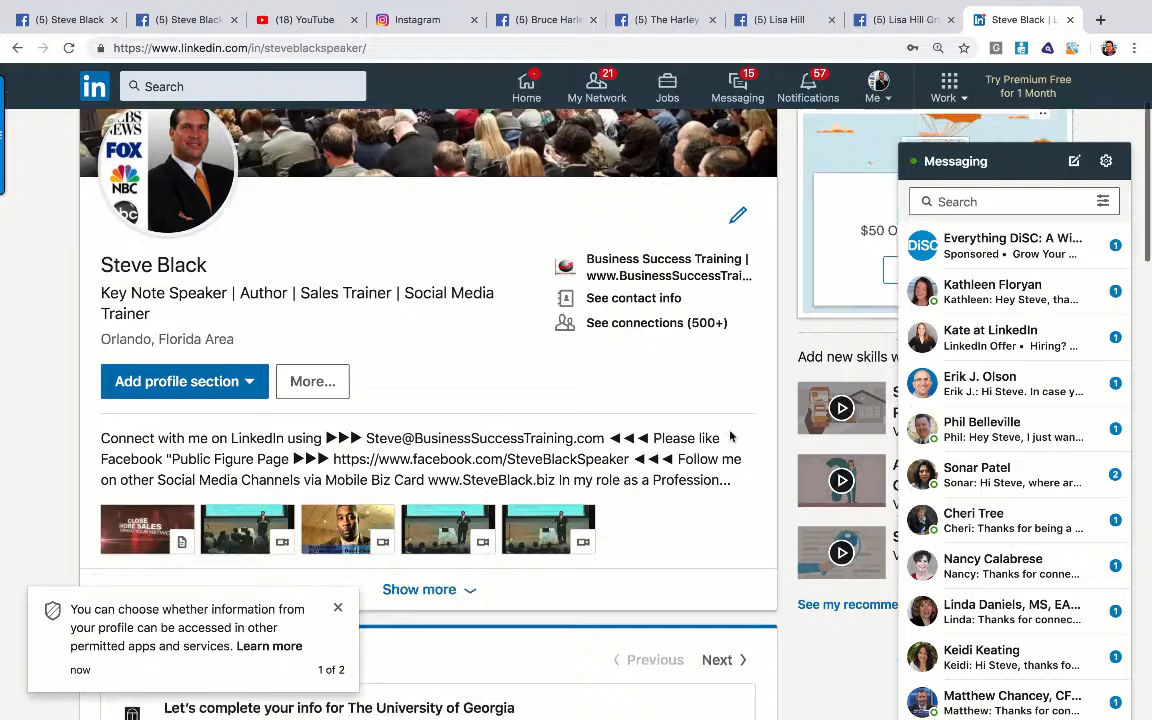 (5) Steve Black
(5) Steve Black
(18) YouTube
Instagram
(5) Bruce Harle
(5) The Harley
(5) Lisa Hill
(5) Lisa Hill Gr
Steve Black | L
https://www.linkedin.com/in/steveblackspeaker/
in
Search
21
15
57
Home
My Network
Jobs
Messaging
Notifications
Me
Work
Try Premium Free
for 1 Month
NEWS
FOX
NBC
abc
Steve Black
Key Note Speaker | Author | Sales Trainer | Social Media
Trainer
Orlando, Florida Area
Business Success Training |
www.BusinessSuccessTrai...
See contact info
See connections (500+)
Add profile section
More...
Connect with me on LinkedIn using ▶▶▶ Steve@BusinessSuccessTraining.com ◀◀◀ Please like
Facebook "Public Figure Page ▶▶▶ https://www.facebook.com/SteveBlackSpeaker ◀◀◀ Follow me
on other Social Media Channels via Mobile Biz Card www.SteveBlack.biz In my role as a Profession...
CLOSE
MORE SALES
Show more
You can choose whether information from
your profile can be accessed in other
permitted apps and services. Learn more
now
1 of 2
Previous
Next
Let's complete your info for The University of Georgia
$50 O
Add new skills w
See my recomme
Messaging
Search
DiSC
Everything DiSC: A Wi...
Sponsored • Grow Your ...
1
Kathleen Floryan
Kathleen: Hey Steve, tha...
1
Kate at LinkedIn
LinkedIn Offer • Hiring? ...
1
Erik J. Olson
Erik J.: Hi Steve. In case y...
1
Phil Belleville
Phil: Hey Steve, I just wan...
1
Sonar Patel
Sonar: Hi Steve, where ar...
2
Cheri Tree
Cheri: Thanks for being a ...
1
Nancy Calabrese
Nancy: Thanks for conne...
1
Linda Daniels, MS, EA...
Linda: Thanks for connec...
1
Keidi Keating
Keidi: Hi Steve, thanks fo...
1
Matthew Chancey, CF...
Matthew: Thanks for con...
1